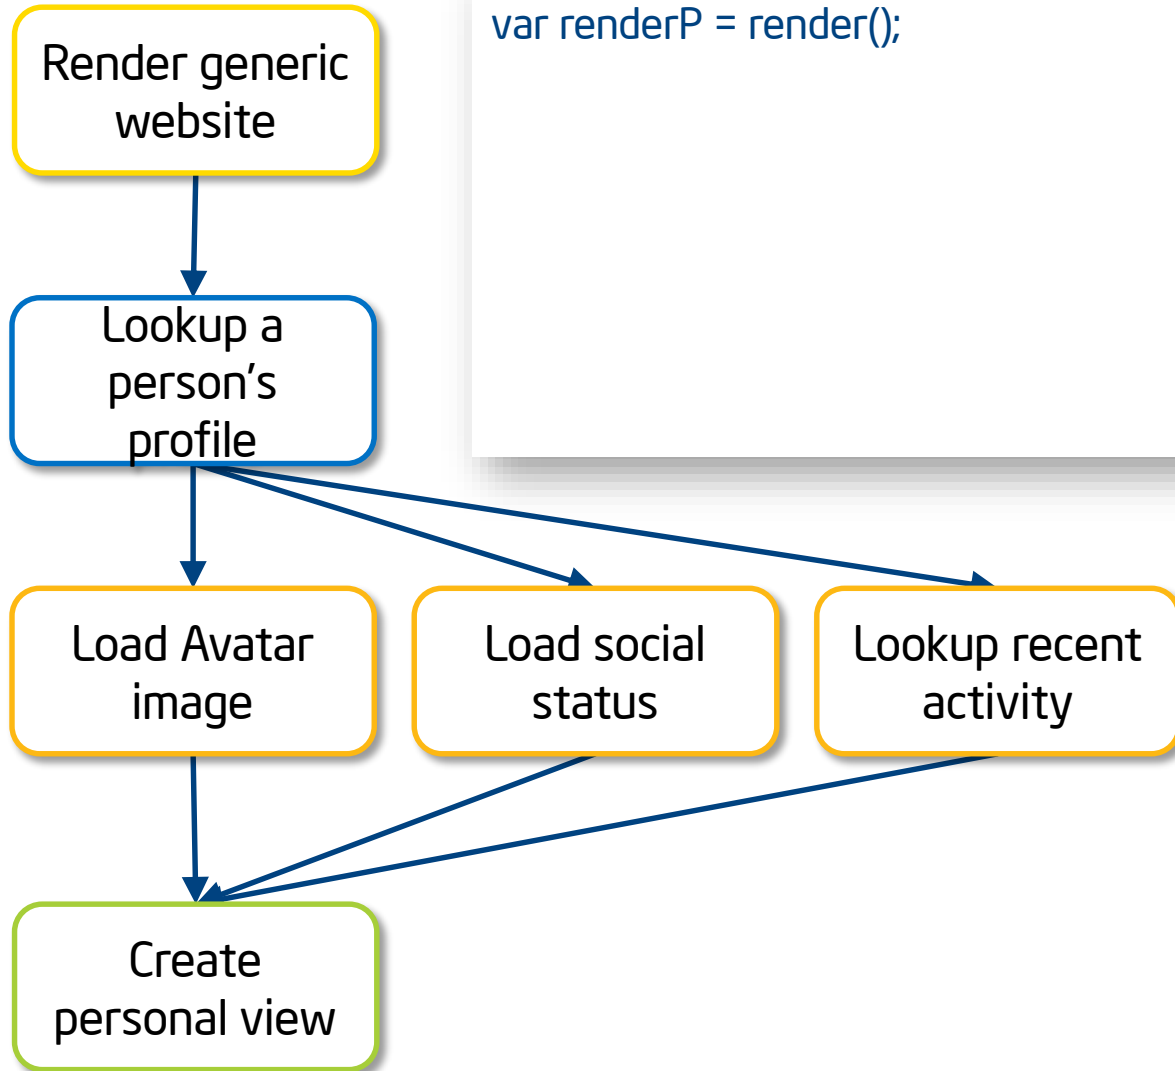 var renderP = render();
Render generic
website
Lookup a
person’s
profile
Load Avatar
image
Load social
status
Lookup recent
activity
Create
personal view